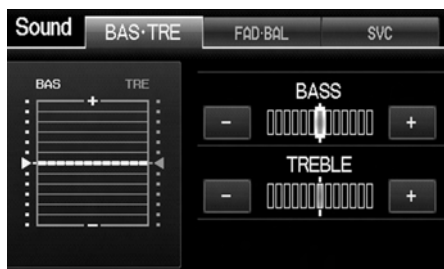 Sound BAS·TRE FAD·BAL SVC
BAS TRE
+
BASS
- +
TREBLE
- +
-